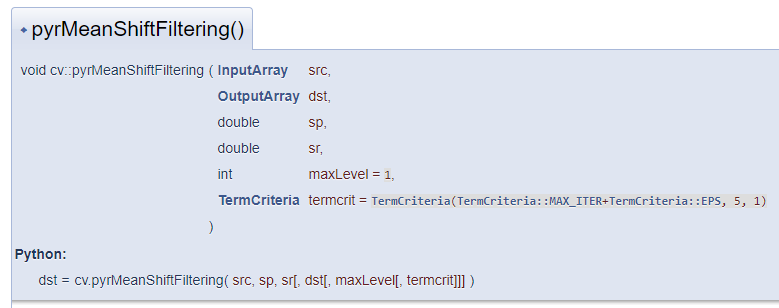 pyrMeanShiftFiltering()
void cv::pyrMeanShiftFiltering ( InputArray src,
OutputArray dst,
double sp,
double sr,
int maxLevel = 1,
TermCriteria termcrit = TermCriteria(TermCriteria::MAX_ITER+TermCriteria::EPS, 5, 1)
)
Python:
dst = cv.pyrMeanShiftFiltering( src, sp, sr[, dst[, maxLevel[, termcrit]]] )